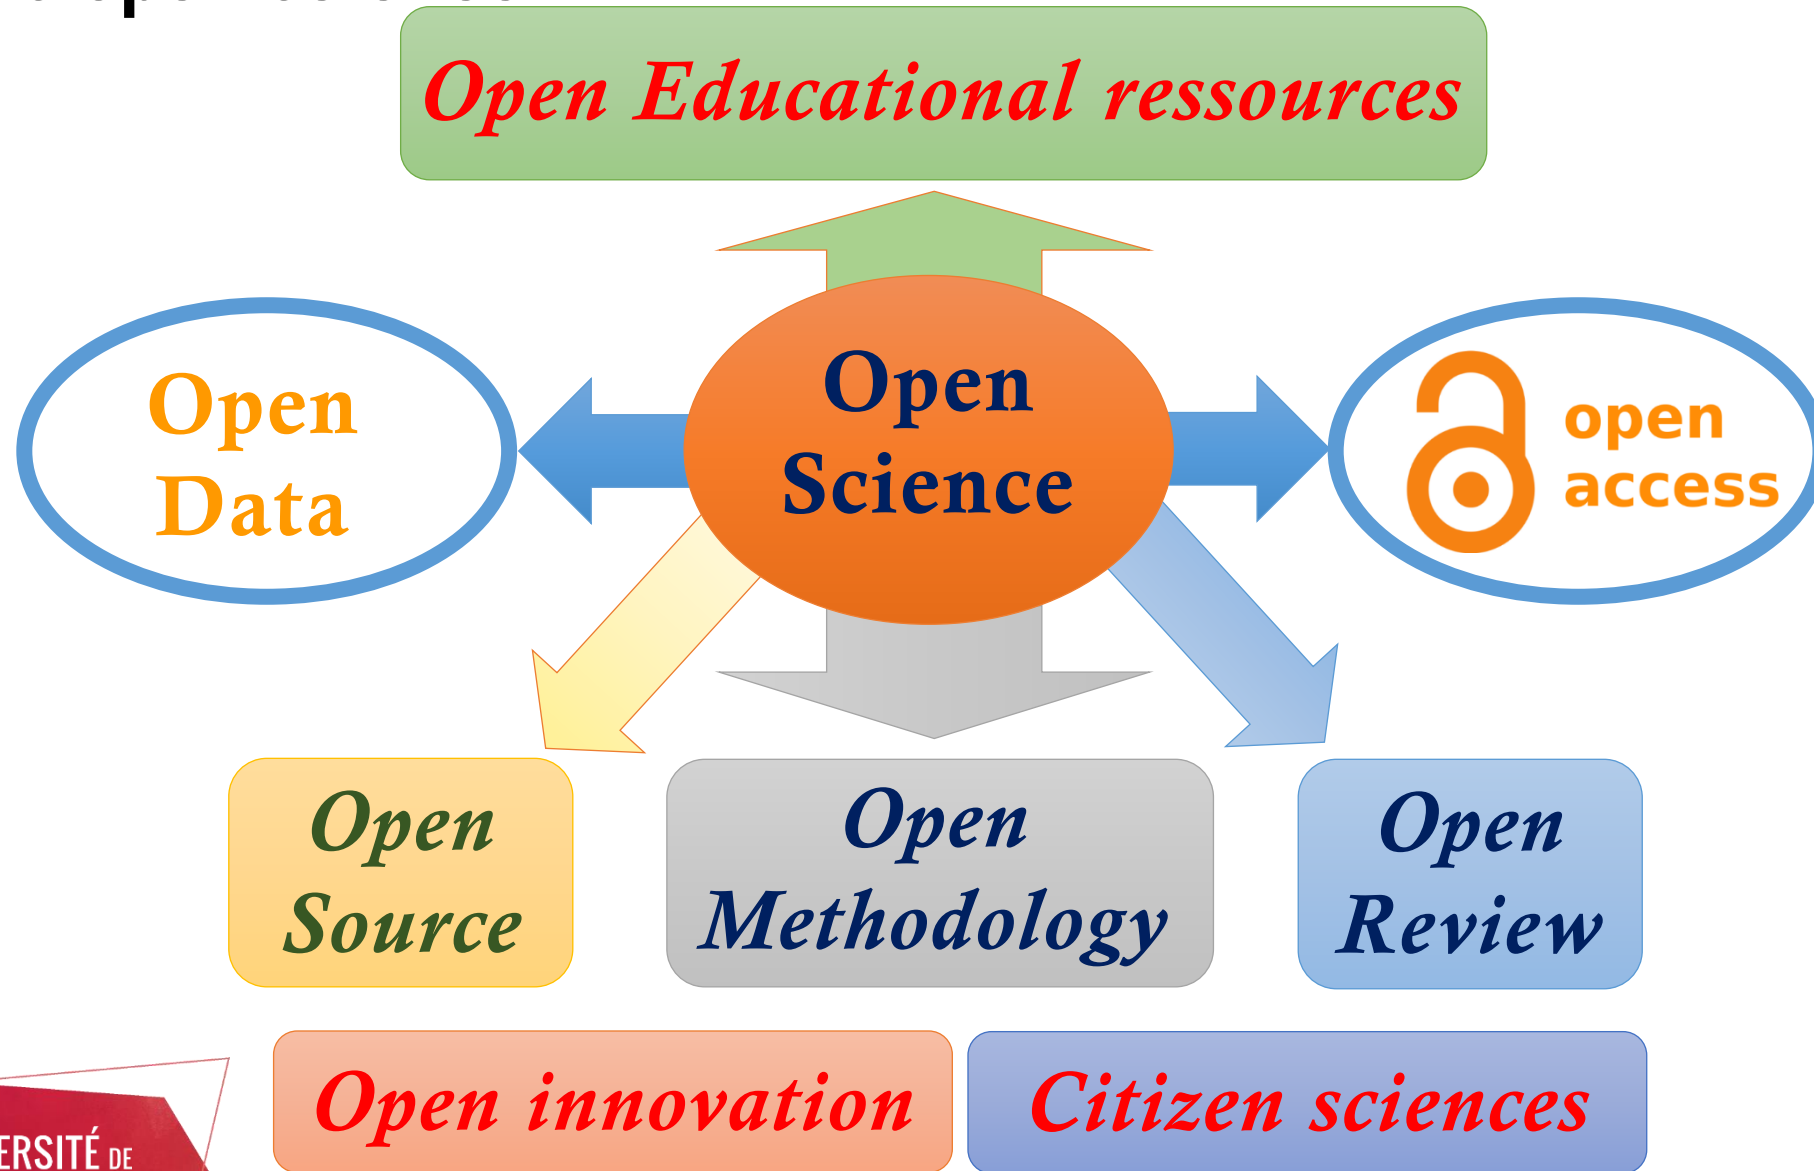 Open Educational ressources
Open
Science
Open
Data
open
access
Open
Source
Open
Methodology
Open
Review
Open innovation
Citizen sciences
DE